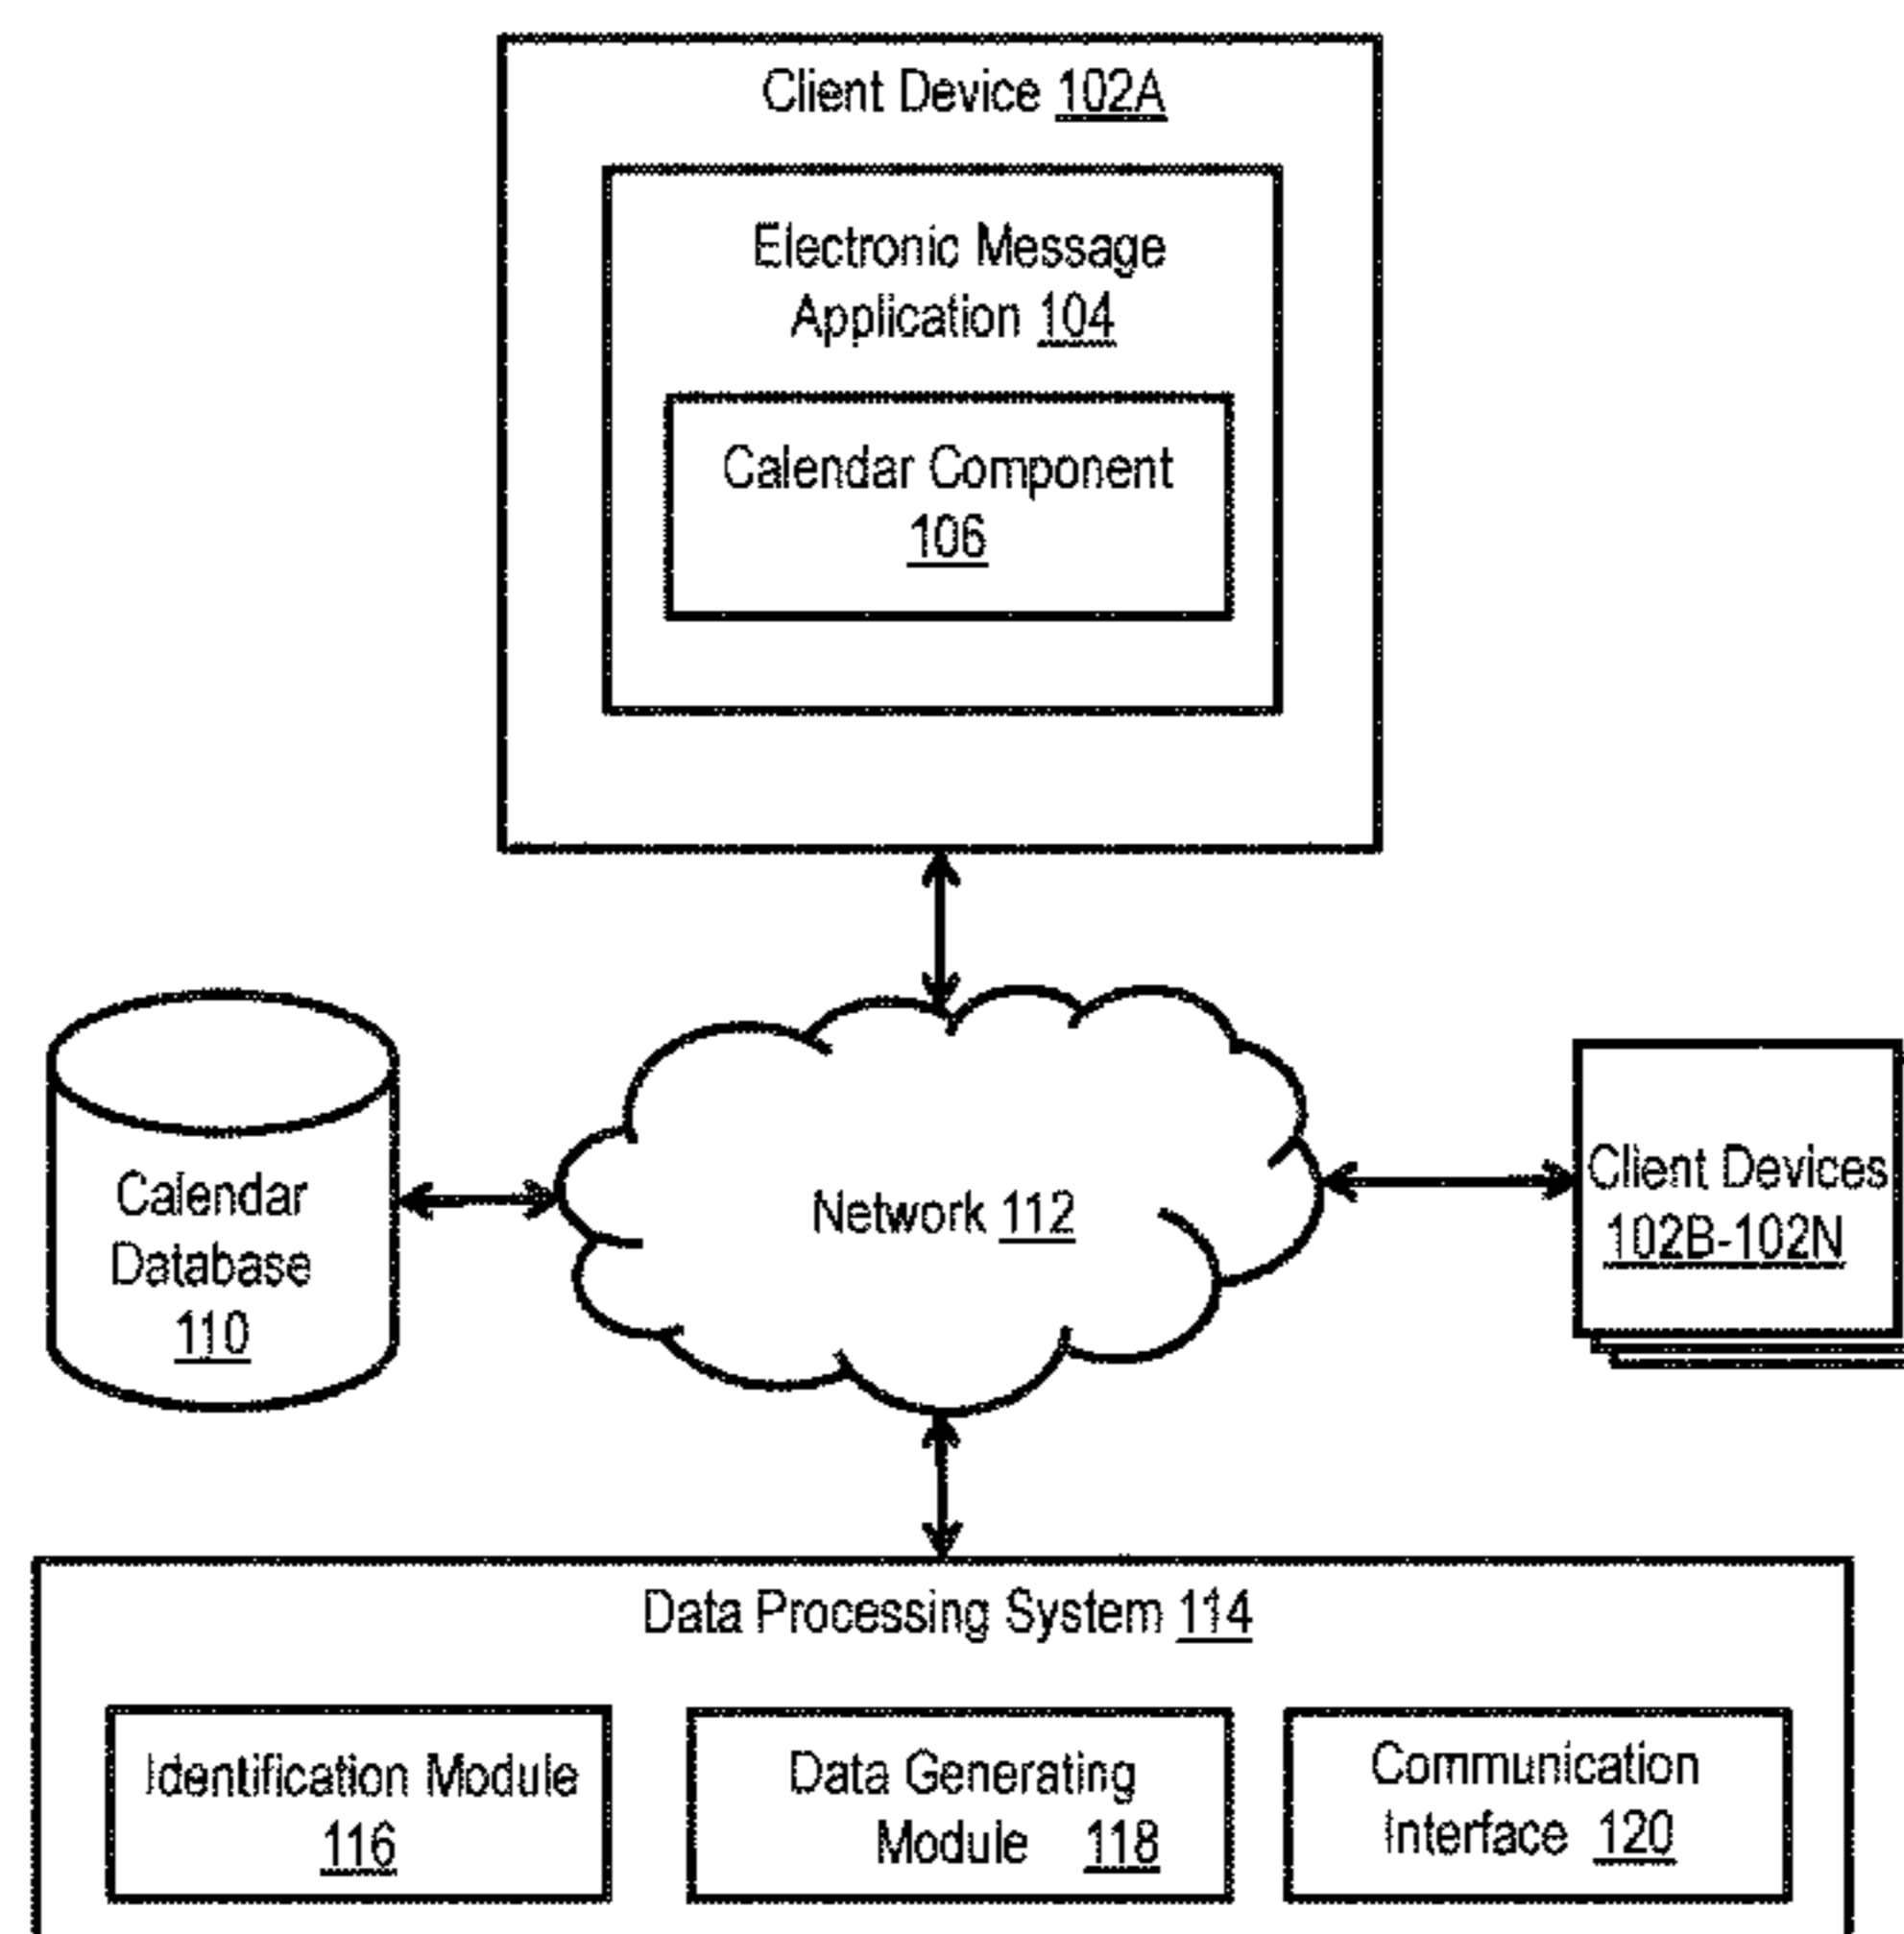 Client Device 102A
Electronic Message
Application 104
Calendar Component
106
Calendar
Database
110
Network 112
Client Devices
102B-102N
Data Processing System 114
Identification Module
116
Data Generating
Module 118
Communication
Interface 120